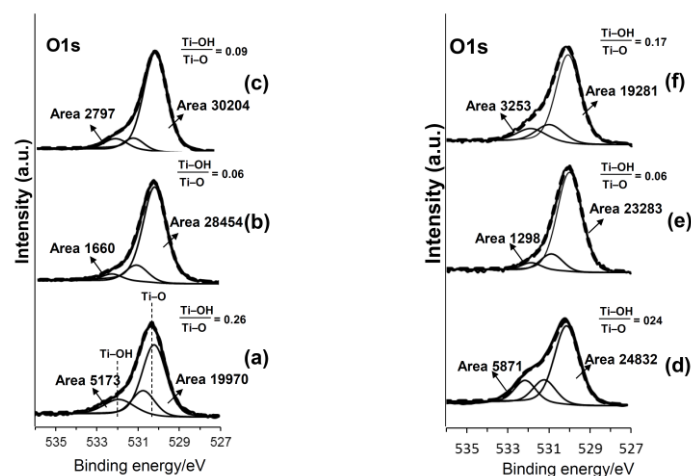 O1s
Ti–OH
Ti–O
= 0.09
(c)
Area 2797
Area 30204
Ti–OH
Ti–O
= 0.06
(b)
Area 28454
Area 1660
Ti–O
Ti–OH
Ti–O
= 0.26
Ti–OH
(a)
Area 5173
Area 19970
535 533 531 529 527
Binding energy/eV
Intensity (a.u.)
O1s
Ti–OH
Ti–O
= 0.17
(f)
Area 3253
Area 19281
Ti–OH
Ti–O
= 0.06
(e)
Area 23283
Area 1298
Ti–OH
Ti–O
= 024
(d)
Area 5871
Area 24832
535 533 531 529 527
Binding energy/eV
Intensity (a.u.)